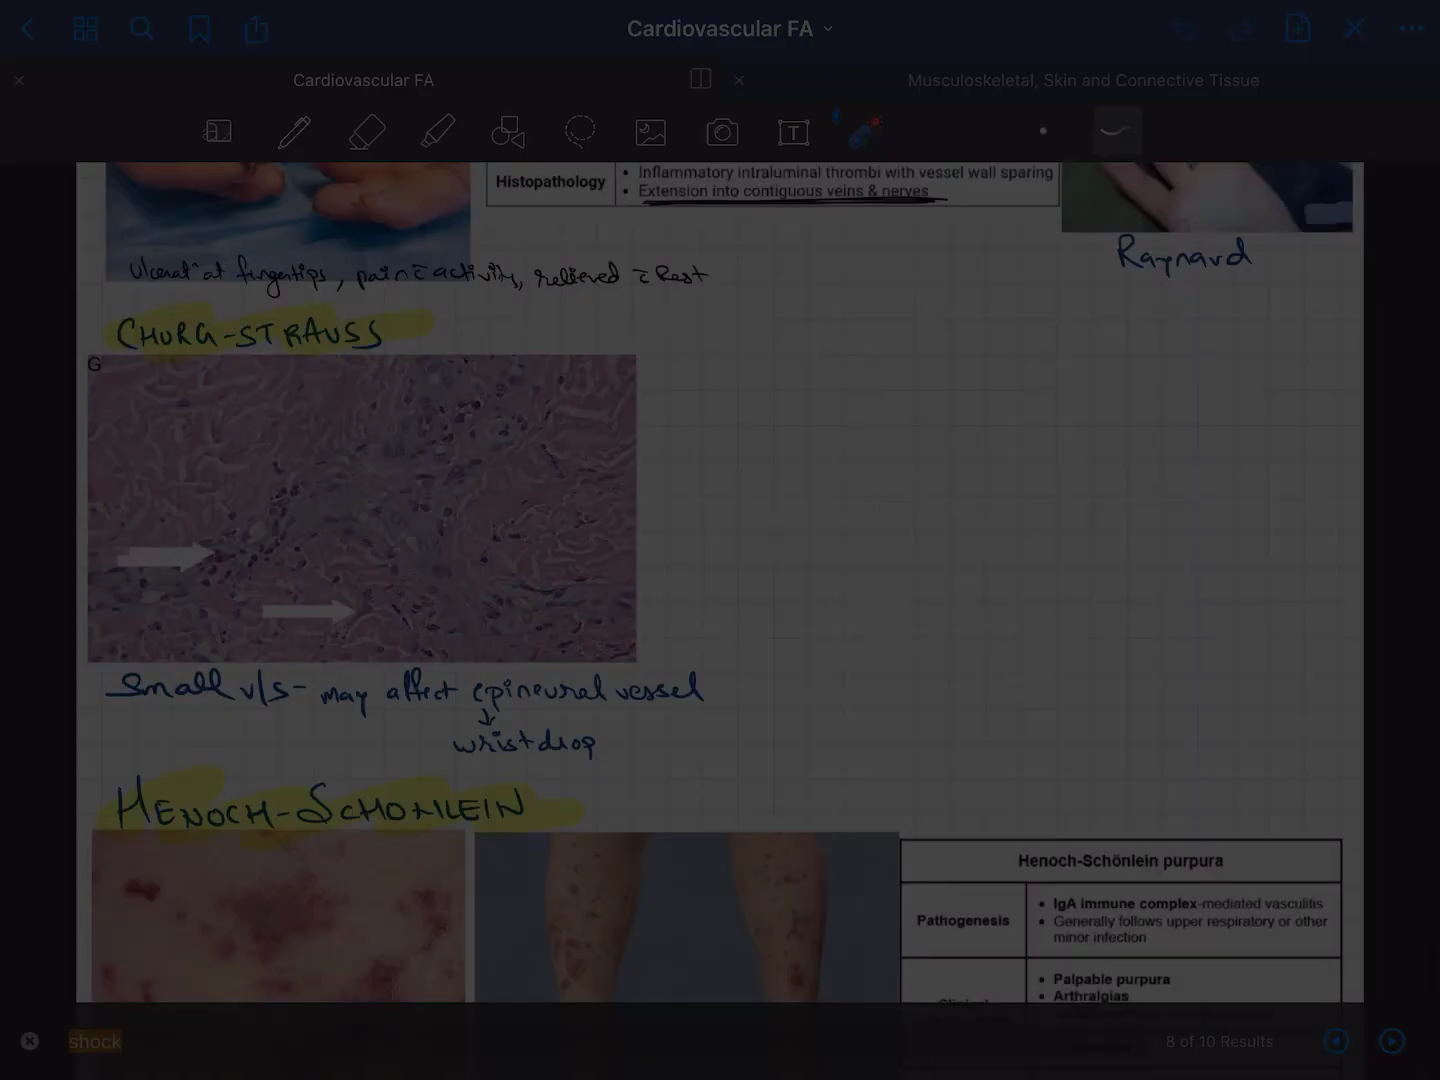 Cardiovascular FA
Cardiovascular FA
Musculoskeletal, Skin and Connective Tissue
Histopathology
• Inflammatory intraluminal thrombi with vessel wall sparing
• Extension into contiguous veins & nerves
Raynaud
Ulcerat^n at fingertips, pain c̄ activity, relieved c̄ Rest
CHURG-STRAUSS
G
Small v/s - may affect epineural vessel
↓
wrist drop
HENOCH-SCHONLEIN
Henoch-Schönlein purpura
Pathogenesis
• IgA immune complex-mediated vasculitis
• Generally follows upper respiratory or other
minor infection
• Palpable purpura
• Arthralgias
shock
8 of 10 Results